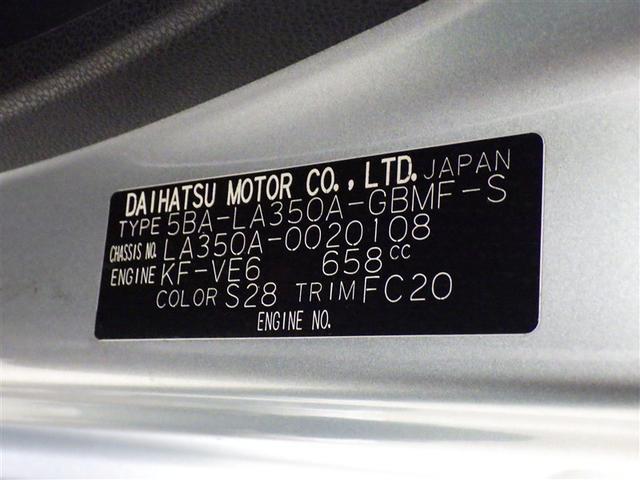 DAIHATSU MOTOR CO., LTD. JAPAN
TYPE 5BA-LA350A-GBMF-S
CHASSIS NO. LA350A-0020108
ENGINE KF-VE6 658cc
COLOR S28 TRIM FC20
ENGINE NO.